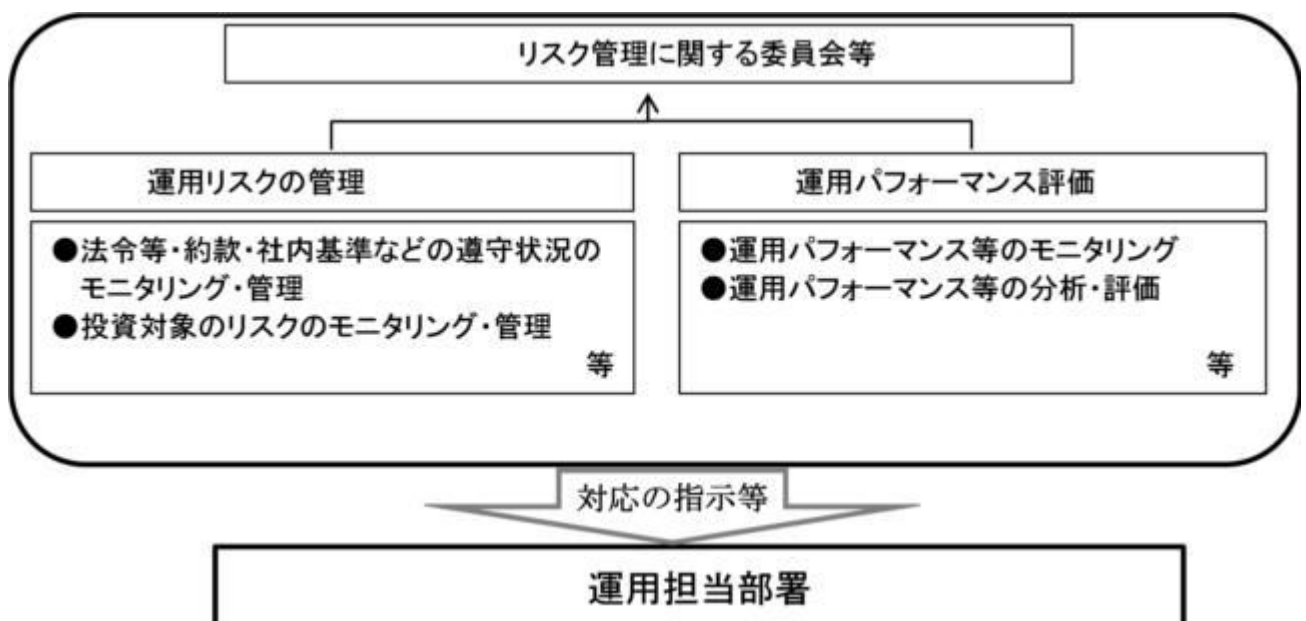 リスク管理に関する委員会等
運用リスクの管理
●法令等・約款・社内基準などの遵守状況の
モニタリング・管理
●投資対象のリスクのモニタリング・管理
等
運用パフォーマンス評価
●運用パフォーマンス等のモニタリング
●運用パフォーマンス等の分析・評価
等
対応の指示等
運用担当部署